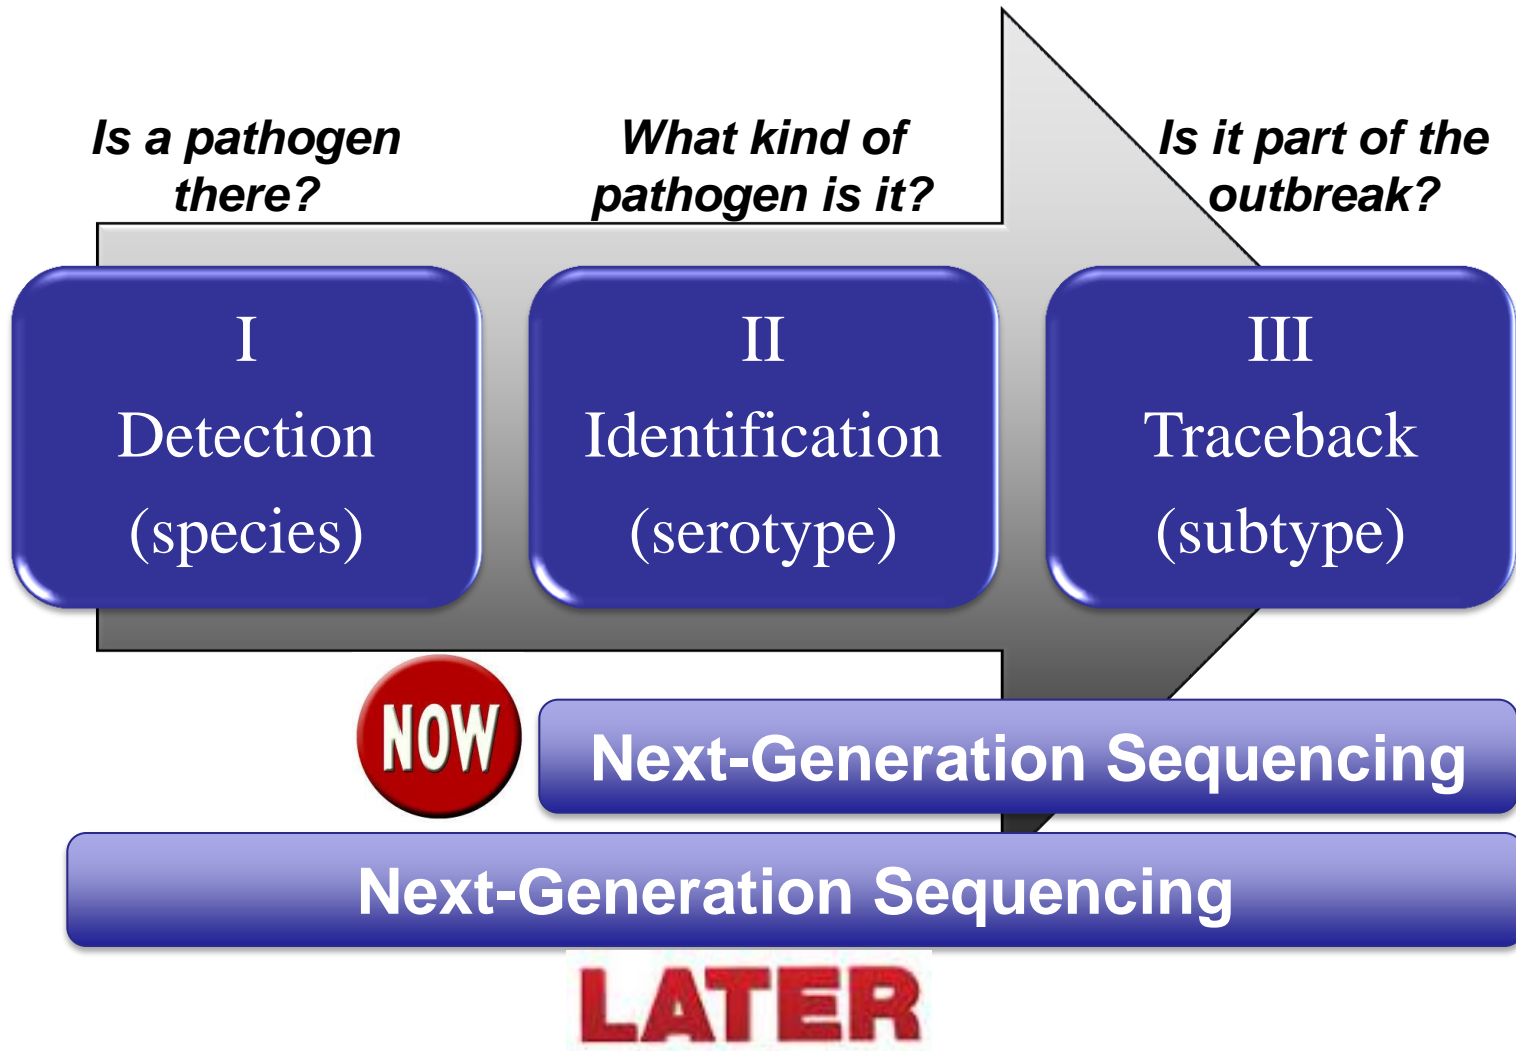 Is a pathogen
there?
What kind of
pathogen is it?
Is it part of the
outbreak?
I
Detection
(species)
II
Identification
(serotype)
III
Traceback
(subtype)
NOW
Next-Generation Sequencing
Next-Generation Sequencing
LATER